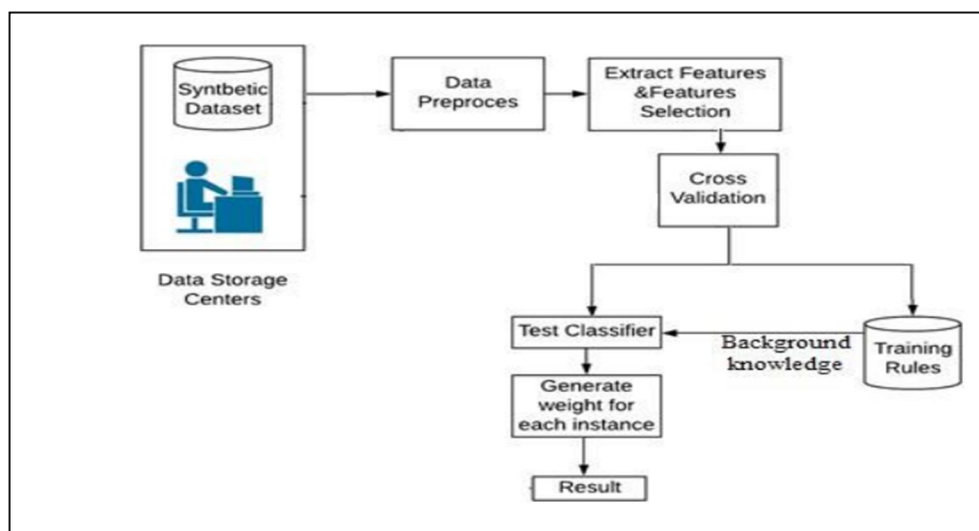 Syntbetic
Dataset
Data
Preproces
Extract Features
&Features
Selection
Cross
Validation
Data Storage
Centers
Test Classifier
Background
knowledge
Training
Rules
Generate
weight for
each instance
Result